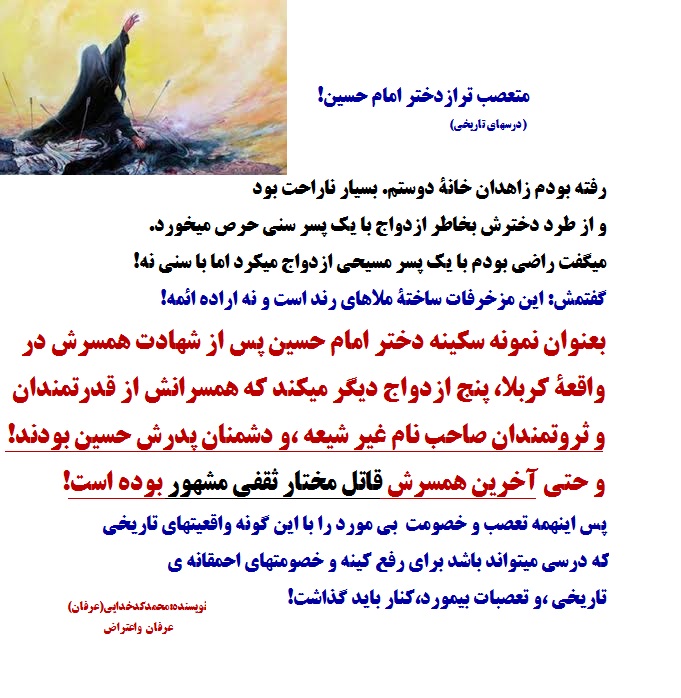 متعصب تر از دختر امام حسین!
(درسهای تاریخی)
رفته بودم زاهدان خانهٔ دوستم. بسیار ناراحت بود
و از طرد دخترش بخاطر ازدواج با یک پسر سنی حرص میخورد.
میگفت راضی بودم با یک پسر مسیحی ازدواج میکرد اما با سنی نه!
گفتمش: این مزخرفات ساختهٔ ملاهای رند است و نه اراده ائمه!
بعنوان نمونه سکینه دختر امام حسین پس از شهادت همسرش در
واقعهٔ کربلا، پنج ازدواج دیگر میکند که همسرانش از قدرتمندان
و ثروتمندان صاحب نام غیر شیعه ،و دشمنان پدرش حسین بودند!
و حتی آخرین همسرش قاتل مختار ثقفی مشهور بوده است!
پس اینهمه تعصب و خصومت بی مورد را با این گونه واقعیتهای تاریخی
که درسی میتواند باشد برای رفع کینه و خصومتهای احمقانه ی
تاریخی ،و تعصبات بیمورد،کنار باید گذاشت!
نویسنده:محمدکدخدایی(عرفان)
عرفان واعتراض